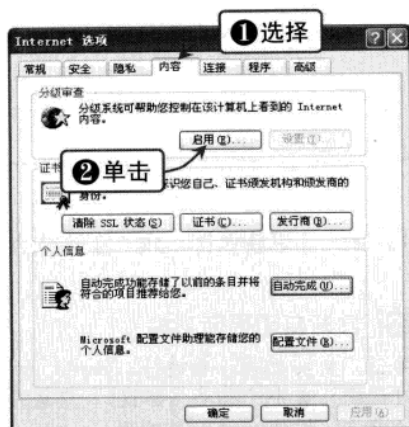 ❶选择
Internet 选项
常规 安全 隐私 内容 连接 程序 高级
分级审查
分级系统可帮助您控制在该计算机上看到的 Internet
内容。
启用(E)... 设置(T)...
证书
❷单击
识您自己、证书颁发机构和颁发商的
身份。
清除 SSL 状态(S) 证书(C)... 发行商(B)...
个人信息
自动完成功能存储了以前的条目并将
符合的项目推荐给您。
自动完成(U)...
Microsoft 配置文件助理能存储您的
个人信息。
配置文件(R)...
确定 取消 应用(A)